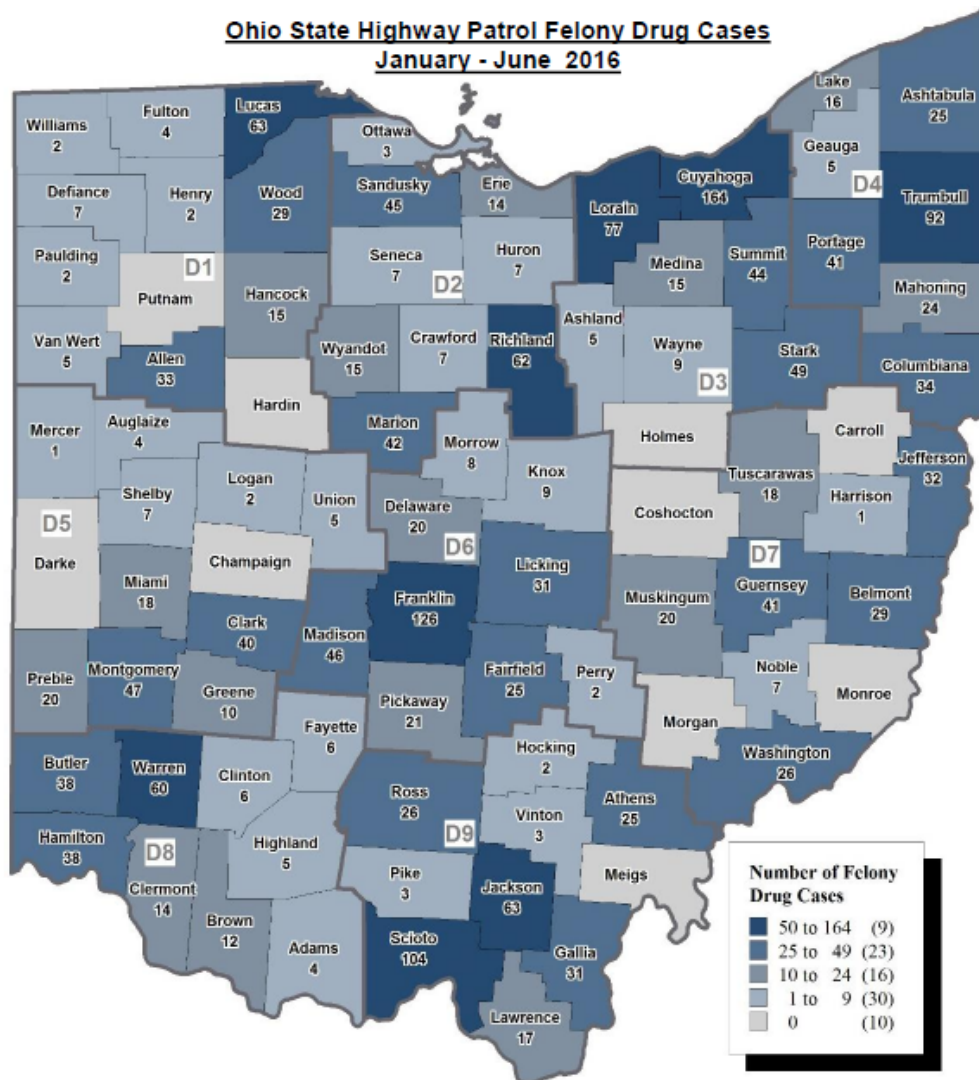 Ohio State Highway Patrol Felony Drug Cases
January - June 2016
Williams
2
Fulton
4
Lucas
63
Ottawa
3
Lake
16
Ashtabula
25
Geauga
5
D4
Defiance
7
Henry
2
Wood
29
Sandusky
45
Erie
14
Lorain
77
Cuyahoga
164
Trumbull
92
Paulding
2
D1
Putnam
Hancock
15
Seneca
7
D2
Huron
7
Medina
15
Summit
44
Portage
41
Mahoning
24
Van Wert
5
Allen
33
Hardin
Wyandot
15
Crawford
7
Richland
62
Ashland
5
Wayne
9
D3
Stark
49
Columbiana
34
Mercer
1
Auglaize
4
Marion
42
Morrow
8
Holmes
Carroll
Jefferson
32
Logan
2
Union
5
Knox
9
Tuscarawas
18
Harrison
1
Shelby
7
Delaware
20
D6
Coshocton
D5
Darke
Champaign
Miami
18
Licking
31
D7
Guernsey
41
Belmont
29
Franklin
126
Muskingum
20
Clark
40
Madison
46
Preble
20
Montgomery
47
Greene
10
Fairfield
25
Perry
2
Noble
7
Monroe
Pickaway
21
Morgan
Fayette
6
Hocking
2
Washington
26
Butler
38
Warren
60
Clinton
6
Ross
26
Athens
25
D9
Vinton
3
Hamilton
38
D8
Clermont
14
Highland
5
Pike
3
Jackson
63
Meigs
Brown
12
Adams
4
Scioto
104
Gallia
31
Lawrence
17
Number of Felony
Drug Cases
50 to 164 (9)
25 to 49 (23)
10 to 24 (16)
1 to 9 (30)
0 (10)